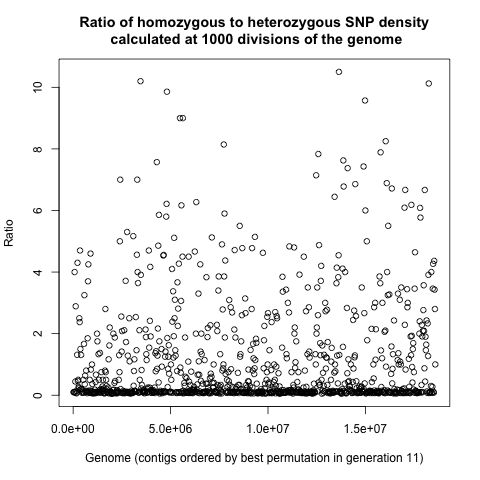 Ratio of homozygous to heterozygous SNP density
calculated at 1000 divisions of the genome
Ratio
10
8
6
4
2
0
0.0e+00 5.0e+06 1.0e+07 1.5e+07
Genome (contigs ordered by best permutation in generation 11)